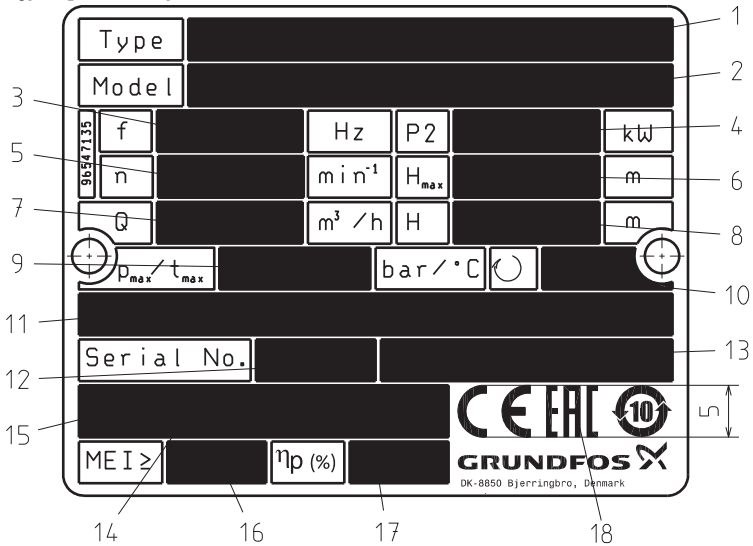 1
Type
2
Model
3
96547135
f
Hz
P2
4
kW
5
n
min⁻¹
Hmax
6
m
7
Q
m³/h
H
8
m
9
pmax/tmax
bar/°C
10
11
Serial No.
12
13
CE EAC 10
5
15
MEI≥
ηp (%)
GRUNDFOS X
DK-8850 Bjerringbro, Denmark
14
16
17
18